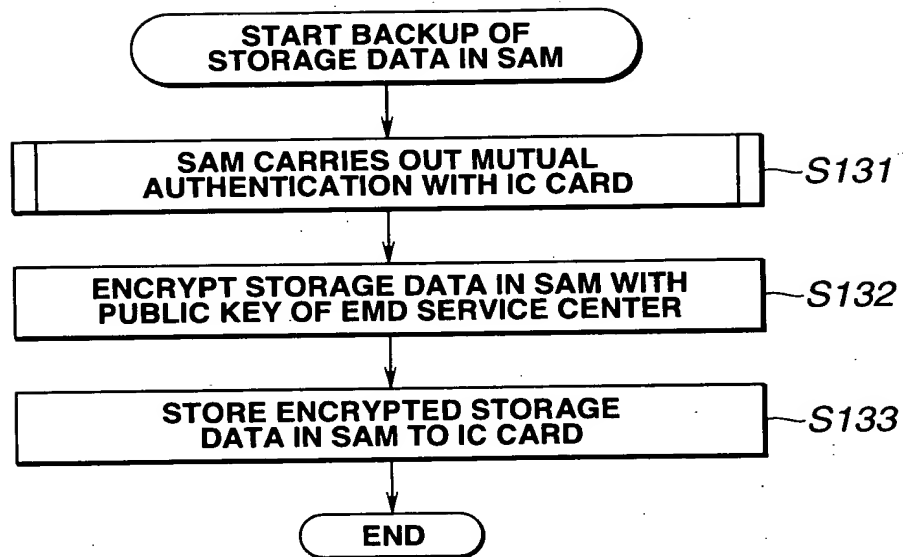 START BACKUP OF
STORAGE DATA IN SAM
SAM CARRIES OUT MUTUAL
AUTHENTICATION WITH IC CARD
S131
ENCRYPT STORAGE DATA IN SAM WITH
PUBLIC KEY OF EMD SERVICE CENTER
S132
STORE ENCRYPTED STORAGE
DATA IN SAM TO IC CARD
S133
END